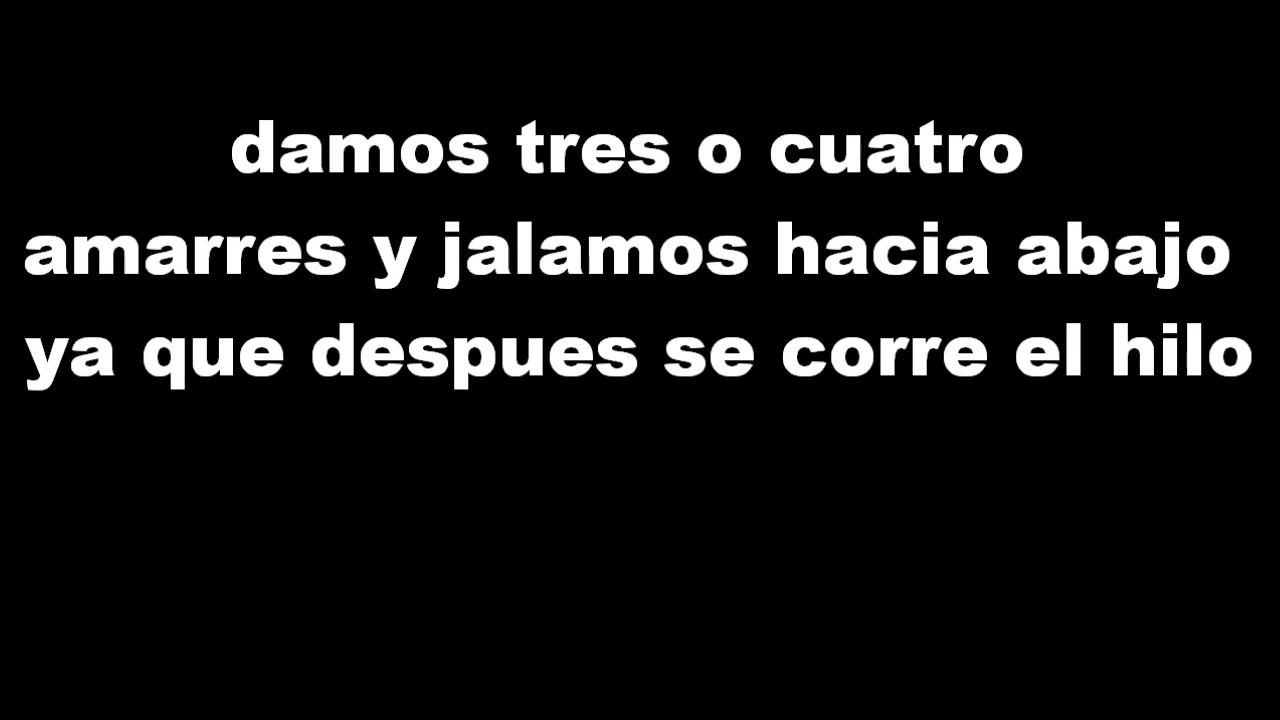 damos tres o cuatro
amarres y jalamos hacia abajo
ya que despues se corre el hilo